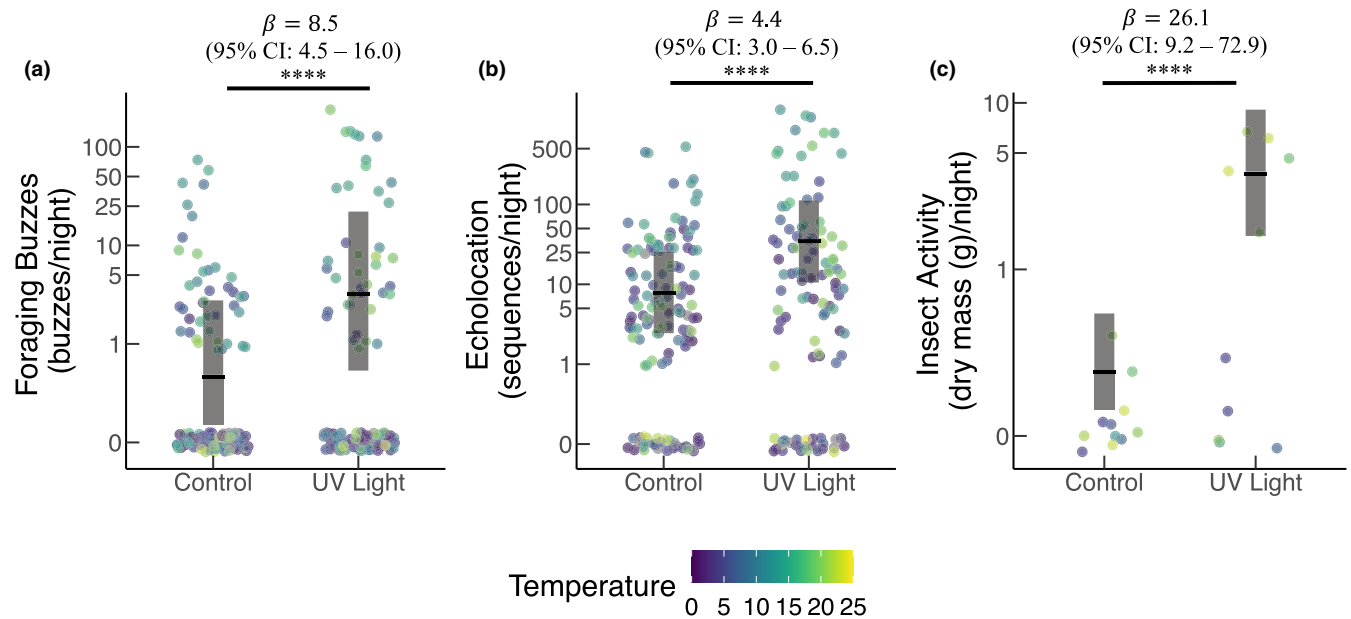 β = 8.5
(95% CI: 4.5 – 16.0)
****
(a)
Foraging Buzzes
(buzzes/night)
100
50
25
10
5
1
0
Control
UV Light
β = 4.4
(95% CI: 3.0 – 6.5)
****
(b)
Echolocation
(sequences/night)
500
100
50
25
10
5
1
0
Control
UV Light
β = 26.1
(95% CI: 9.2 – 72.9)
****
(c)
Insect Activity
(dry mass (g)/night)
10
5
1
0
Control
UV Light
Temperature
0 5 10 15 20 25